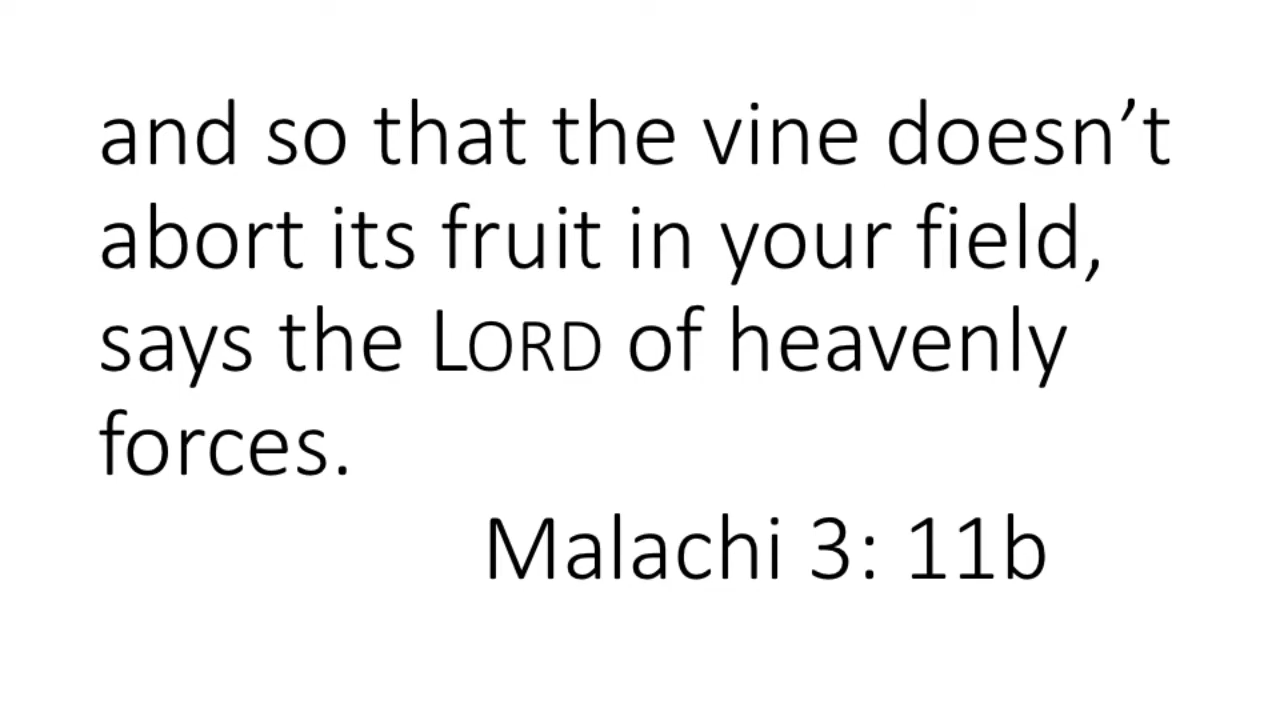 and so that the vine doesn’t
abort its fruit in your field,
says the LORD of heavenly
forces.
Malachi 3: 11b